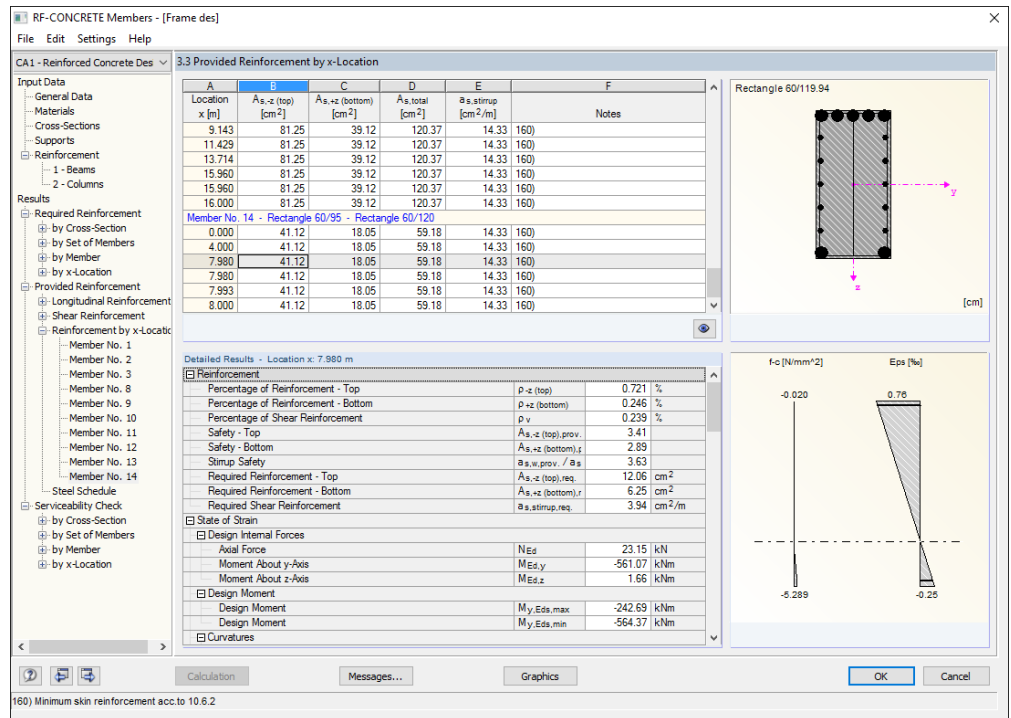 RF-CONCRETE Members - [Frame des]
File Edit Settings Help
CA1 - Reinforced Concrete Des
Input Data
General Data
Materials
Cross-Sections
Supports
Reinforcement
1 - Beams
2 - Columns
Results
Required Reinforcement
by Cross-Section
by Set of Members
by Member
by x-Location
Provided Reinforcement
Longitudinal Reinforcement
Shear Reinforcement
Reinforcement by x-Locatic
Member No. 1
Member No. 2
Member No. 3
Member No. 8
Member No. 9
Member No. 10
Member No. 11
Member No. 12
Member No. 13
Member No. 14
Steel Schedule
Serviceability Check
by Cross-Section
by Set of Members
by Member
by x-Location
3.3 Provided Reinforcement by x-Location
A B C D E F
Location As,-z (top) As,+z (bottom) As,total as,stirrup
x [m] [cm2] [cm2] [cm2] [cm2/m] Notes
9.143 81.25 39.12 120.37 14.33 160)
11.429 81.25 39.12 120.37 14.33 160)
13.714 81.25 39.12 120.37 14.33 160)
15.960 81.25 39.12 120.37 14.33 160)
15.960 81.25 39.12 120.37 14.33 160)
16.000 81.25 39.12 120.37 14.33 160)
Member No. 14 - Rectangle 60/95 - Rectangle 60/120
0.000 41.12 18.05 59.18 14.33 160)
4.000 41.12 18.05 59.18 14.33 160)
7.980 41.12 18.05 59.18 14.33 160)
7.980 41.12 18.05 59.18 14.33 160)
7.993 41.12 18.05 59.18 14.33 160)
8.000 41.12 18.05 59.18 14.33 160)
Detailed Results - Location x: 7.980 m
Reinforcement
Percentage of Reinforcement - Top ρ -z (top) 0.721 %
Percentage of Reinforcement - Bottom ρ +z (bottom) 0.246 %
Percentage of Shear Reinforcement ρ v 0.239 %
Safety - Top As,-z (top),prov. 3.41
Safety - Bottom As,+z (bottom),p 2.89
Stirrup Safety as,w,prov. / as 3.63
Required Reinforcement - Top As,-z (top),req. 12.06 cm2
Required Reinforcement - Bottom As,+z (bottom),r 6.25 cm2
Required Shear Reinforcement as,stirrup,req. 3.94 cm2/m
State of Strain
Design Internal Forces
Axial Force NEd 23.15 kN
Moment About y-Axis MEd,y -561.07 kNm
Moment About z-Axis MEd,z 1.66 kNm
Design Moment
Design Moment My,Eds,max -242.69 kNm
Design Moment My,Eds,min -564.37 kNm
Curvatures
Rectangle 60/119.94
y
z
[cm]
f-c [N/mm^2] Eps [‰]
-0.020 0.76
-5.289 -0.25
Calculation Messages... Graphics OK Cancel
160) Minimum skin reinforcement acc.to 10.6.2